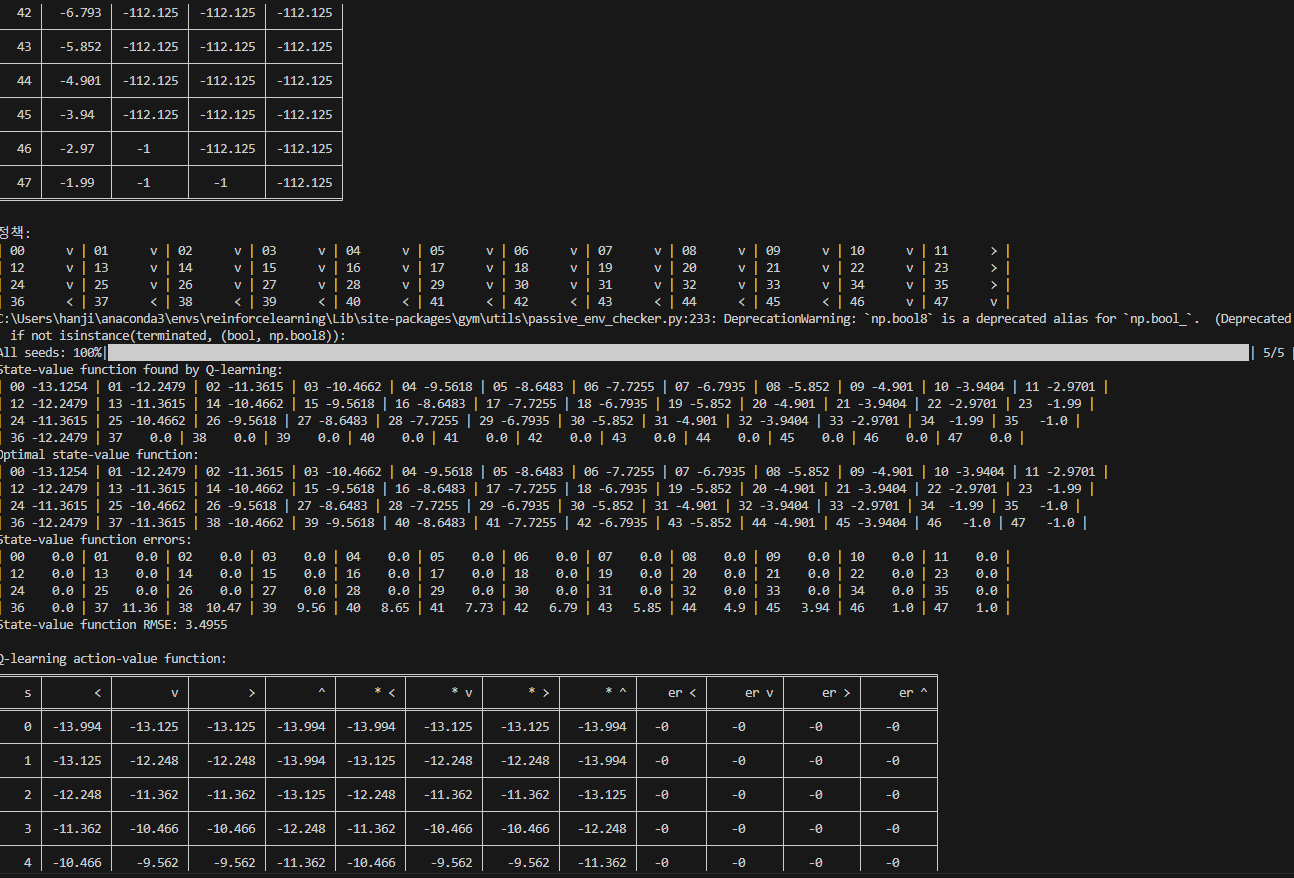 42 -6.793 -112.125 -112.125 -112.125
43 -5.852 -112.125 -112.125 -112.125
44 -4.901 -112.125 -112.125 -112.125
45 -3.94 -112.125 -112.125 -112.125
46 -2.97 -1 -112.125 -112.125
47 -1.99 -1 -1 -112.125
정책:
| 00 v | 01 v | 02 v | 03 v | 04 v | 05 v | 06 v | 07 v | 08 v | 09 v | 10 v | 11 > |
| 12 v | 13 v | 14 v | 15 v | 16 v | 17 v | 18 v | 19 v | 20 v | 21 v | 22 v | 23 > |
| 24 v | 25 v | 26 v | 27 v | 28 v | 29 v | 30 v | 31 v | 32 v | 33 v | 34 v | 35 > |
| 36 < | 37 < | 38 < | 39 < | 40 < | 41 < | 42 < | 43 < | 44 < | 45 < | 46 v | 47 v |
C:\Users\hanji\anaconda3\envs\reinforcelearning\Lib\site-packages\gym\utils\passive_env_checker.py:233: DeprecationWarning: `np.bool8` is a deprecated alias for `np.bool_`. (Deprecated
if not isinstance(terminated, (bool, np.bool8)):
All seeds: 100%| | 5/5
State-value function found by Q-learning:
| 00 -13.1254 | 01 -12.2479 | 02 -11.3615 | 03 -10.4662 | 04 -9.5618 | 05 -8.6483 | 06 -7.7255 | 07 -6.7935 | 08 -5.852 | 09 -4.901 | 10 -3.9404 | 11 -2.9701 |
| 12 -12.2479 | 13 -11.3615 | 14 -10.4662 | 15 -9.5618 | 16 -8.6483 | 17 -7.7255 | 18 -6.7935 | 19 -5.852 | 20 -4.901 | 21 -3.9404 | 22 -2.9701 | 23 -1.99 |
| 24 -11.3615 | 25 -10.4662 | 26 -9.5618 | 27 -8.6483 | 28 -7.7255 | 29 -6.7935 | 30 -5.852 | 31 -4.901 | 32 -3.9404 | 33 -2.9701 | 34 -1.99 | 35 -1.0 |
| 36 -12.2479 | 37 0.0 | 38 0.0 | 39 0.0 | 40 0.0 | 41 0.0 | 42 0.0 | 43 0.0 | 44 0.0 | 45 0.0 | 46 0.0 | 47 0.0 |
Optimal state-value function:
| 00 -13.1254 | 01 -12.2479 | 02 -11.3615 | 03 -10.4662 | 04 -9.5618 | 05 -8.6483 | 06 -7.7255 | 07 -6.7935 | 08 -5.852 | 09 -4.901 | 10 -3.9404 | 11 -2.9701 |
| 12 -12.2479 | 13 -11.3615 | 14 -10.4662 | 15 -9.5618 | 16 -8.6483 | 17 -7.7255 | 18 -6.7935 | 19 -5.852 | 20 -4.901 | 21 -3.9404 | 22 -2.9701 | 23 -1.99 |
| 24 -11.3615 | 25 -10.4662 | 26 -9.5618 | 27 -8.6483 | 28 -7.7255 | 29 -6.7935 | 30 -5.852 | 31 -4.901 | 32 -3.9404 | 33 -2.9701 | 34 -1.99 | 35 -1.0 |
| 36 -12.2479 | 37 -11.3615 | 38 -10.4662 | 39 -9.5618 | 40 -8.6483 | 41 -7.7255 | 42 -6.7935 | 43 -5.852 | 44 -4.901 | 45 -3.9404 | 46 -1.0 | 47 -1.0 |
State-value function errors:
| 00 0.0 | 01 0.0 | 02 0.0 | 03 0.0 | 04 0.0 | 05 0.0 | 06 0.0 | 07 0.0 | 08 0.0 | 09 0.0 | 10 0.0 | 11 0.0 |
| 12 0.0 | 13 0.0 | 14 0.0 | 15 0.0 | 16 0.0 | 17 0.0 | 18 0.0 | 19 0.0 | 20 0.0 | 21 0.0 | 22 0.0 | 23 0.0 |
| 24 0.0 | 25 0.0 | 26 0.0 | 27 0.0 | 28 0.0 | 29 0.0 | 30 0.0 | 31 0.0 | 32 0.0 | 33 0.0 | 34 0.0 | 35 0.0 |
| 36 0.0 | 37 11.36 | 38 10.47 | 39 9.56 | 40 8.65 | 41 7.73 | 42 6.79 | 43 5.85 | 44 4.9 | 45 3.94 | 46 1.0 | 47 1.0 |
State-value function RMSE: 3.4955
Q-learning action-value function:
s < v > ^ * < * v * > * ^ er < er v er > er ^
0 -13.994 -13.125 -13.125 -13.994 -13.994 -13.125 -13.125 -13.994 -0 -0 -0 -0
1 -13.125 -12.248 -12.248 -13.994 -13.125 -12.248 -12.248 -13.994 -0 -0 -0 -0
2 -12.248 -11.362 -11.362 -13.125 -12.248 -11.362 -11.362 -13.125 -0 -0 -0 -0
3 -11.362 -10.466 -10.466 -12.248 -11.362 -10.466 -10.466 -12.248 -0 -0 -0 -0
4 -10.466 -9.562 -9.562 -11.362 -10.466 -9.562 -9.562 -11.362 -0 -0 -0 -0